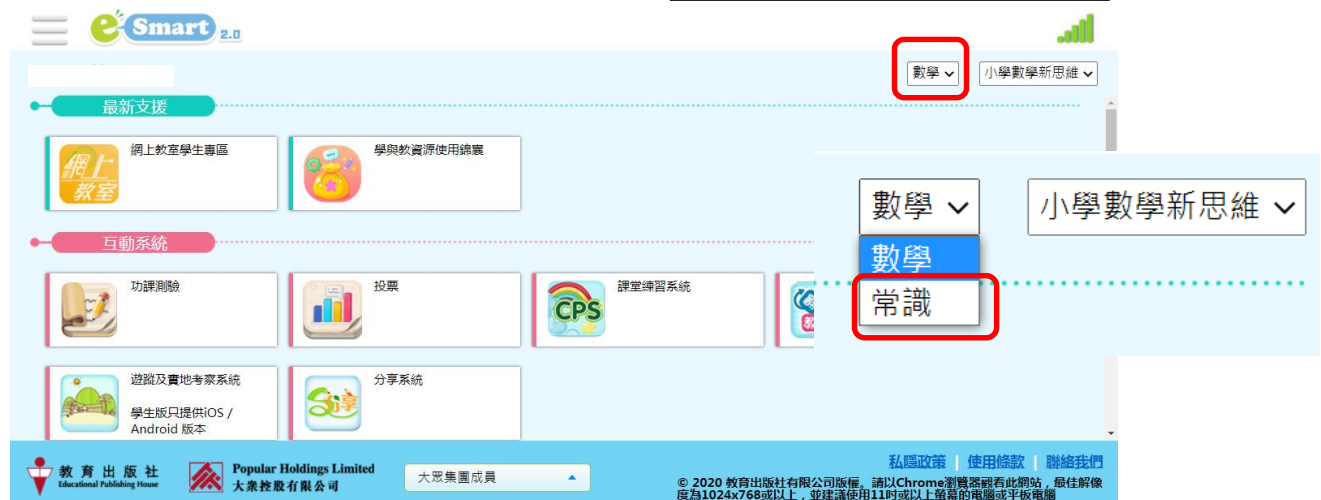 e Smart 2.0
數學
小學數學新思維
最新支援
網上教室學生專區
學與教資源使用錦囊
網上
教室
數學
小學數學新思維
數學
常識
互動系統
功課測驗
投票
課堂練習系統
CPS
教
遊蹤及實地考察系統
學生版只提供iOS /
Android 版本
分享系統
享
教育出版社
Educational Publishing House
Popular Holdings Limited
大衆控股有限公司
大眾集團成員
私隱政策 | 使用條款 | 聯絡我們
© 2020 教育出版社有限公司版權。請以Chrome瀏覽器觀看此網站，最佳解像
度為1024x768或以上，並建議使用11吋或以上螢幕的電腦或平板電腦